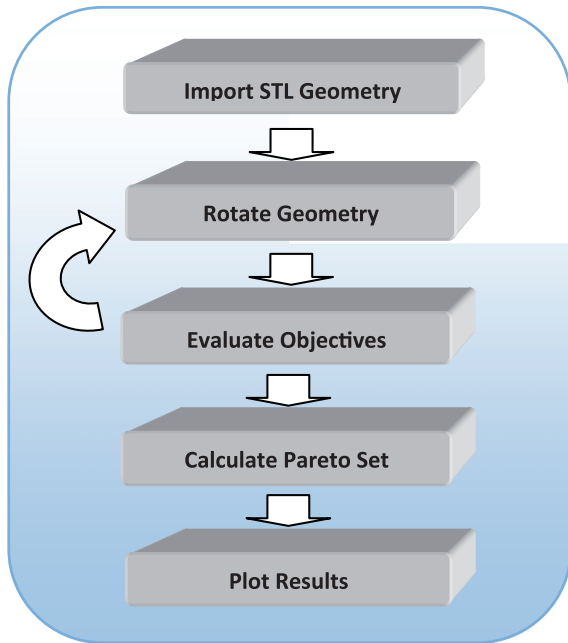 Import STL Geometry
Rotate Geometry
Evaluate Objectives
Calculate Pareto Set
Plot Results